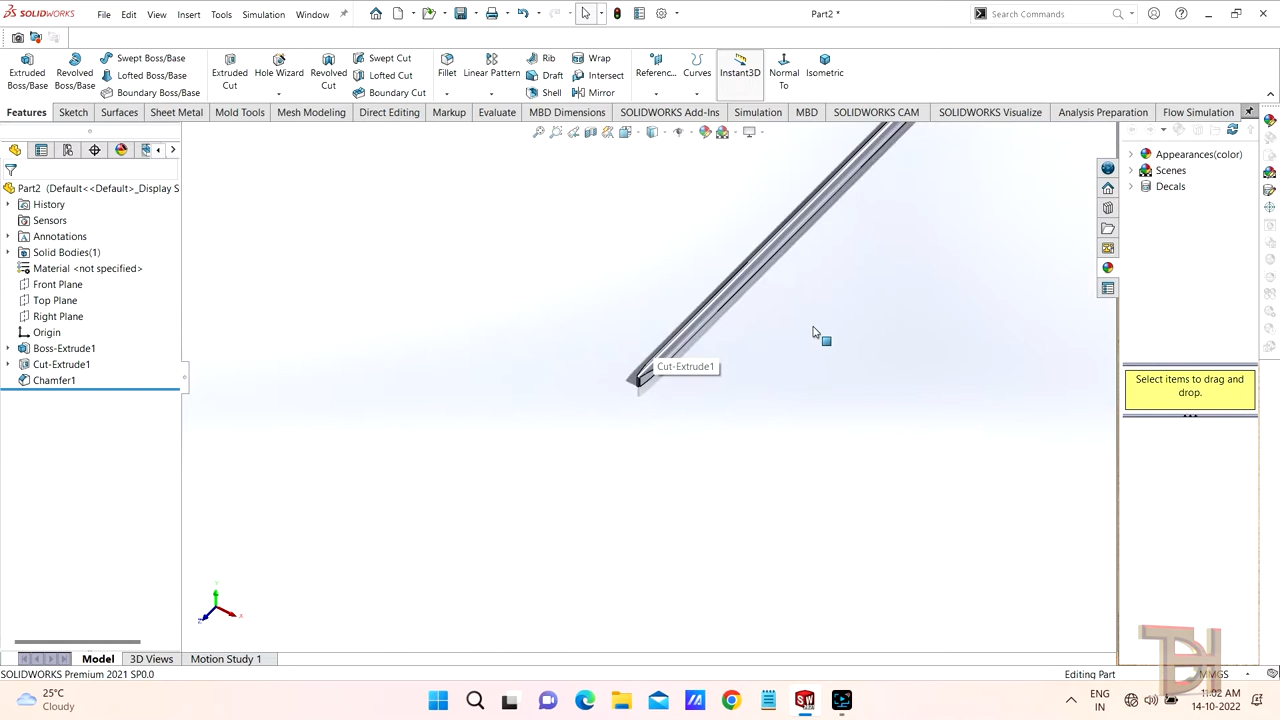 SOLIDWORKS File Edit View Insert Tools Simulation Window Part2 * Search Commands
Extruded Boss/Base
Revolved Boss/Base
Swept Boss/Base
Lofted Boss/Base
Boundary Boss/Base
Extruded Cut
Hole Wizard
Revolved Cut
Swept Cut
Lofted Cut
Boundary Cut
Fillet
Linear Pattern
Rib
Draft
Shell
Wrap
Intersect
Mirror
Referenc...
Curves
Instant3D
Normal To
Isometric
Features Sketch Surfaces Sheet Metal Mold Tools Mesh Modeling Direct Editing Markup Evaluate MBD Dimensions SOLIDWORKS Add-Ins Simulation MBD SOLIDWORKS CAM SOLIDWORKS Visualize Analysis Preparation Flow Simulation
Part2 (Default<<Default>_Display S
History
Sensors
Annotations
Solid Bodies(1)
Material <not specified>
Front Plane
Top Plane
Right Plane
Origin
Boss-Extrude1
Cut-Extrude1
Chamfer1
Cut-Extrude1
Appearances(color)
Scenes
Decals
Select items to drag and
drop.
Y
X
Z
Model 3D Views Motion Study 1
SOLIDWORKS Premium 2021 SP0.0 Editing Part MMGS
25°C
Cloudy
ENG
IN
11:02 AM
14-10-2022